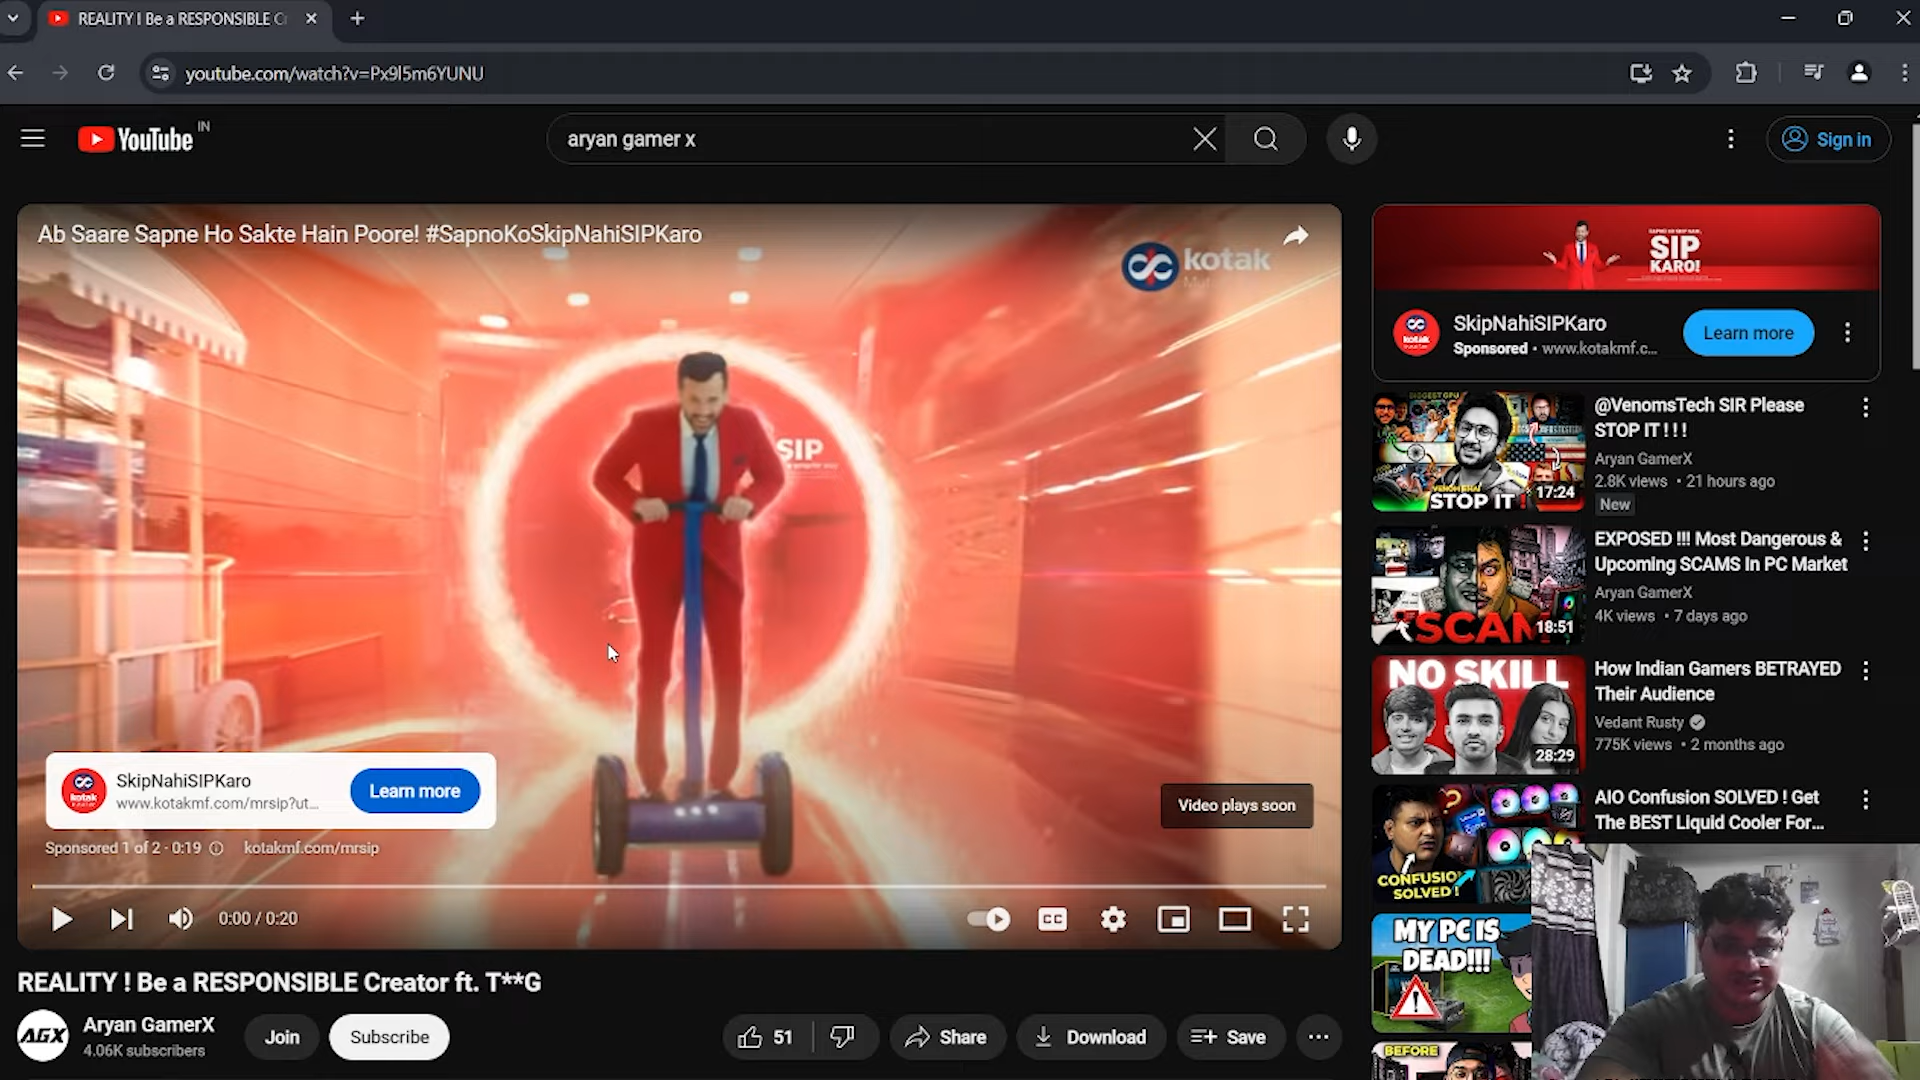 REALITY ! Be a RESPONSIBLE C
youtube.com/watch?v=Px9l5m6YUNU
YouTube IN
aryan gamer x
Sign in
Ab Saare Sapne Ho Sakte Hain Poore! #SapnoKoSkipNahiSIPKaro
kotak
SIP
SkipNahiSIPKaro
www.kotakmf.com/mrsip?ut...
Learn more
Video plays soon
Sponsored 1 of 2 · 0:19
kotakmf.com/mrsip
0:00 / 0:20
CC
REALITY ! Be a RESPONSIBLE Creator ft. T**G
AGX
Aryan GamerX
4.06K subscribers
Join
Subscribe
51
Share
Download
Save
SIP
KARO!
kotak
SkipNahiSIPKaro
Sponsored · www.kotakmf.c...
Learn more
STOP IT !
17:24
@VenomsTech SIR Please
STOP IT ! ! !
Aryan GamerX
2.8K views • 21 hours ago
New
SCAM
18:51
EXPOSED !!! Most Dangerous &
Upcoming SCAMS In PC Market
Aryan GamerX
4K views • 7 days ago
NO SKILL
28:29
How Indian Gamers BETRAYED
Their Audience
Vedant Rusty
775K views • 2 months ago
CONFUSION
SOLVED !
AIO Confusion SOLVED ! Get
The BEST Liquid Cooler For...
MY PC IS
DEAD!!!
BEFORE